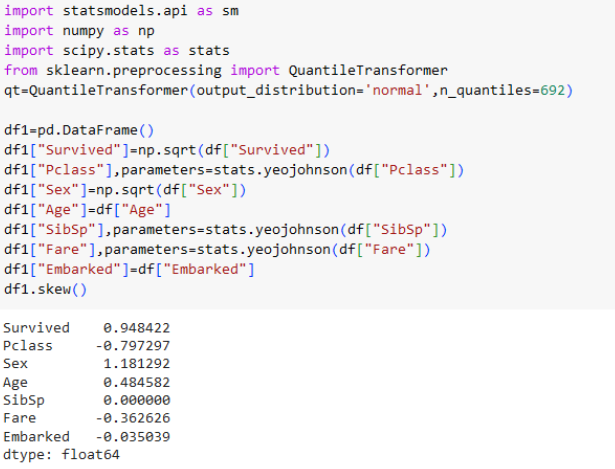 import statsmodels.api as sm
import numpy as np
import scipy.stats as stats
from sklearn.preprocessing import QuantileTransformer
qt=QuantileTransformer(output_distribution='normal',n_quantiles=692)
df1=pd.DataFrame()
df1["Survived"]=np.sqrt(df["Survived"])
df1["Pclass"],parameters=stats.yeojohnson(df["Pclass"])
df1["Sex"]=np.sqrt(df["Sex"])
df1["Age"]=df["Age"]
df1["SibSp"],parameters=stats.yeojohnson(df["SibSp"])
df1["Fare"],parameters=stats.yeojohnson(df["Fare"])
df1["Embarked"]=df["Embarked"]
df1.skew()
Survived 0.948422
Pclass -0.797297
Sex 1.181292
Age 0.484582
SibSp 0.000000
Fare -0.362626
Embarked -0.035039
dtype: float64